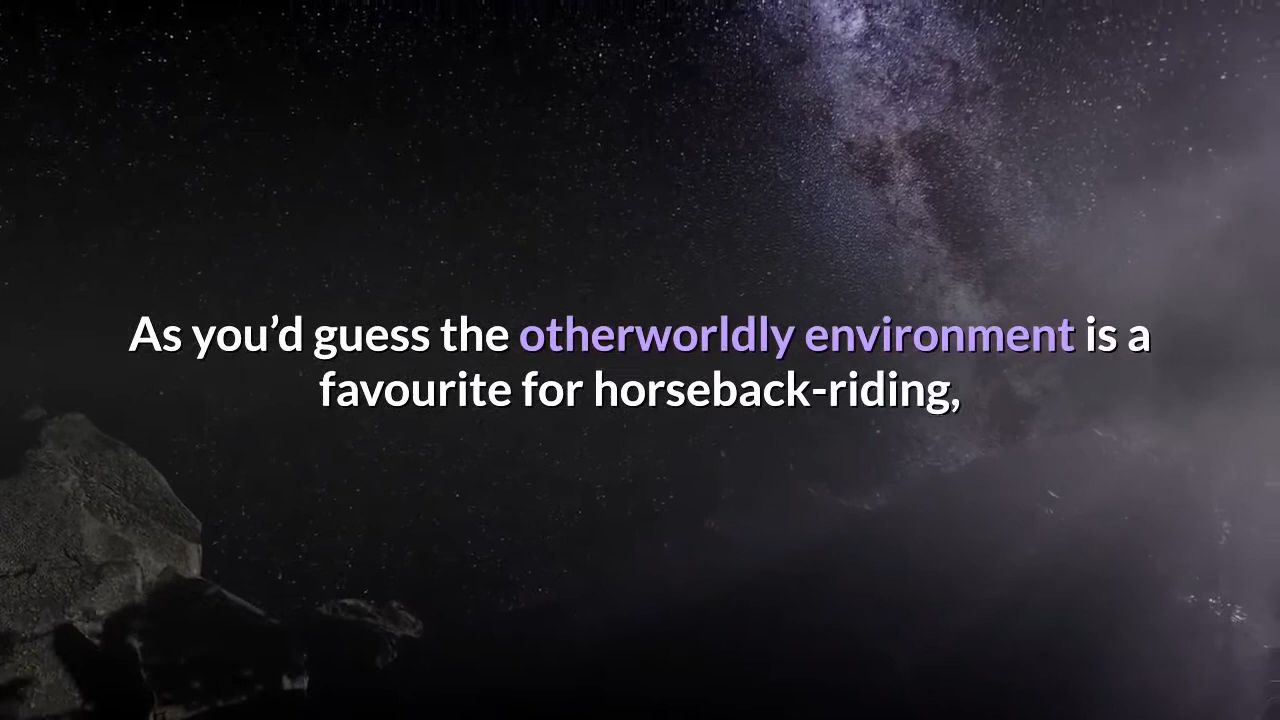 As you’d guess the otherworldly environment is a
favourite for horseback-riding,